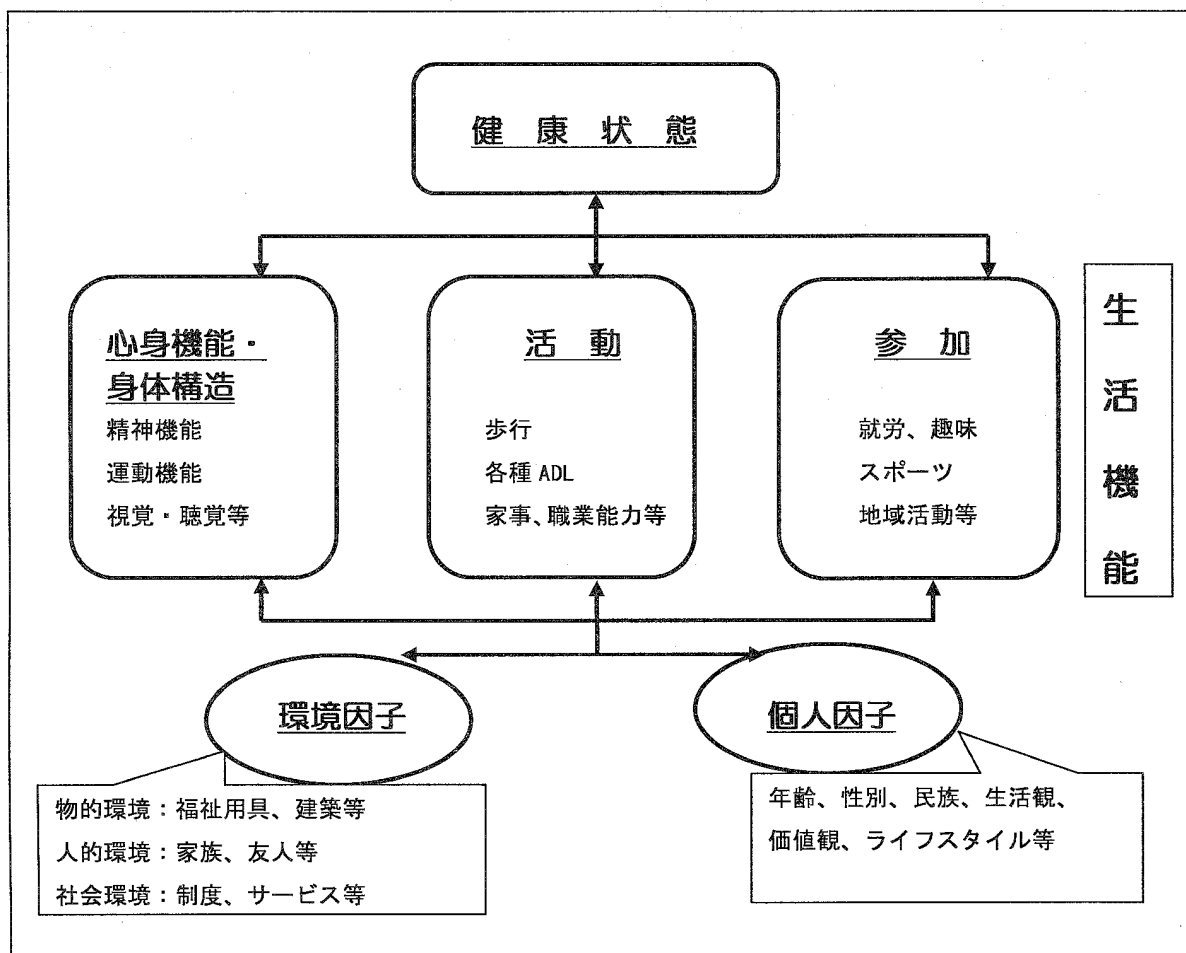 健康状態
心身機能・
身体構造
精神機能
運動機能
視覚・聴覚等
活動
歩行
各種 ADL
家事、職業能力等
参加
就労、趣味
スポーツ
地域活動等
生活機能
環境因子
個人因子
物的環境：福祉用具、建築等
人的環境：家族、友人等
社会環境：制度、サービス等
年齢、性別、民族、生活観、
価値観、ライフスタイル等